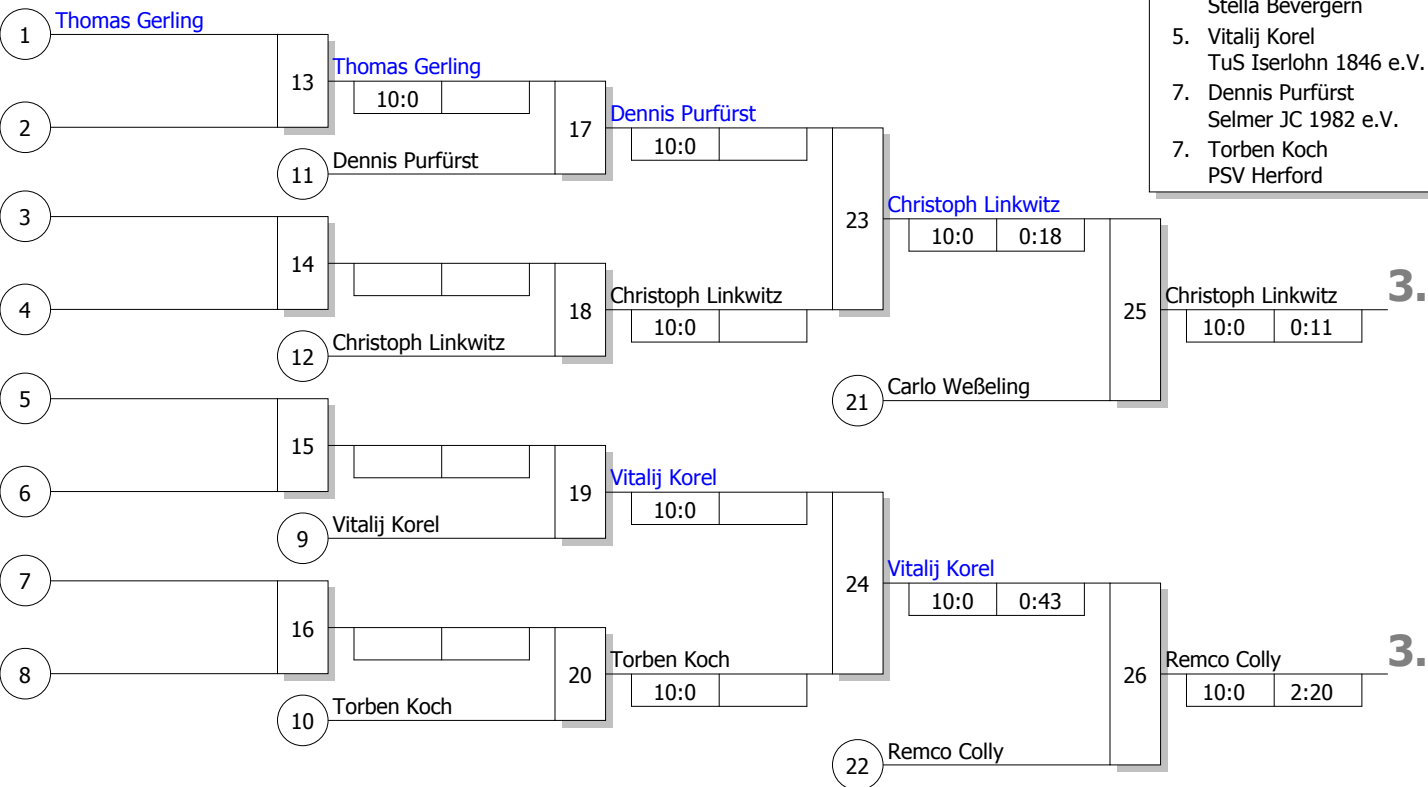 Stella Bevergern
5. Vitalij Korel
TuS Iserlohn 1846 e.V.
7. Dennis Purfürst
Selmer JC 1982 e.V.
7. Torben Koch
PSV Herford
1 Thomas Gerling
13 Thomas Gerling
10:0
2
17 Dennis Purfürst
10:0
11 Dennis Purfürst
3
23 Christoph Linkwitz
10:0 0:18
14
4
18 Christoph Linkwitz
10:0
12 Christoph Linkwitz
25 Christoph Linkwitz 3.
10:0 0:11
5
21 Carlo Weßeling
15
6
19 Vitalij Korel
10:0
9 Vitalij Korel
7
24 Vitalij Korel
10:0 0:43
16
8
20 Torben Koch
10:0
10 Torben Koch
26 Remco Colly 3.
10:0 2:20
22 Remco Colly